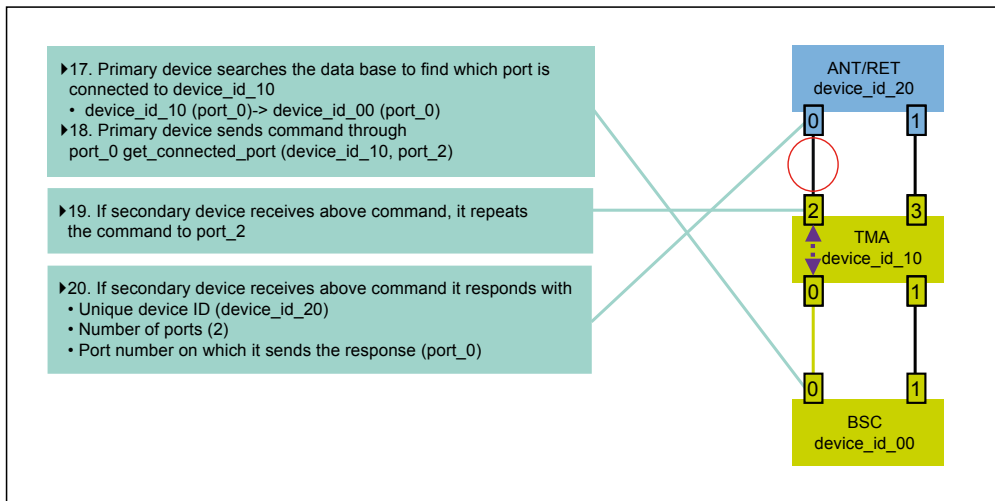 ▸17. Primary device searches the data base to find which port is
connected to device_id_10
• device_id_10 (port_0)-> device_id_00 (port_0)
▸18. Primary device sends command through
port_0 get_connected_port (device_id_10, port_2)
▸19. If secondary device receives above command, it repeats
the command to port_2
▸20. If secondary device receives above command it responds with
• Unique device ID (device_id_20)
• Number of ports (2)
• Port number on which it sends the response (port_0)
ANT/RET
device_id_20
0 1
2 3
TMA
device_id_10
0 1
0 1
BSC
device_id_00